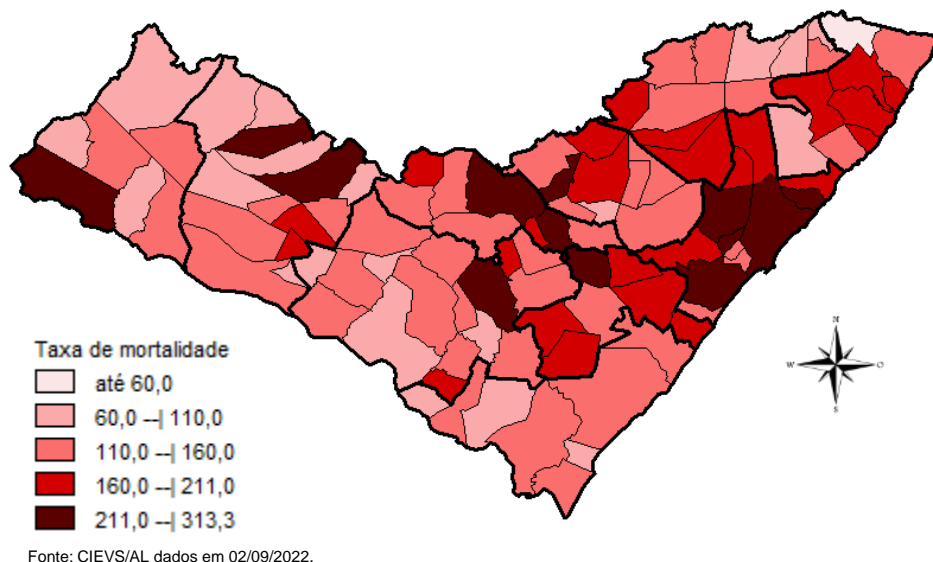 Taxa de mortalidade
até 60,0
60,0 --| 110,0
110,0 --| 160,0
160,0 --| 211,0
211,0 --| 313,3
N
W
O
S
Fonte: CIEVS/AL dados em 02/09/2022.